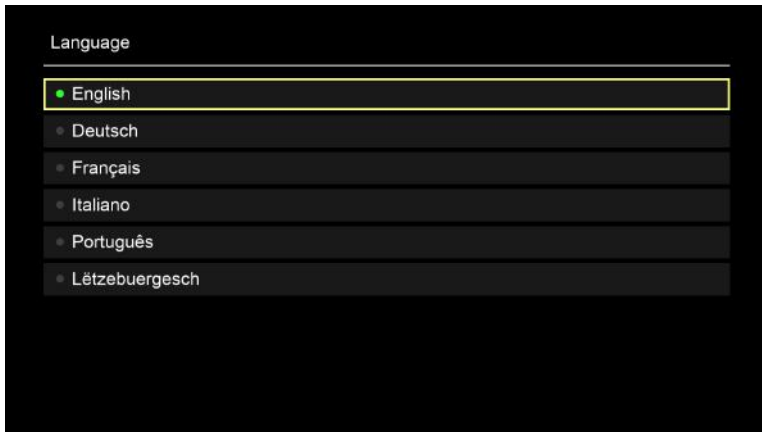 Language
English
Deutsch
Français
Italiano
Português
Lëtzebuergesch